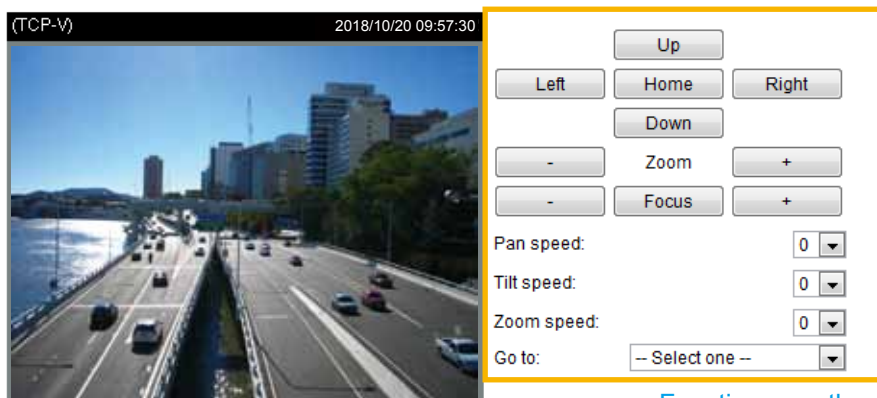 (TCP-V) 2018/10/20 09:57:30
Up
Left Home Right
Down
- Zoom +
- Focus +
Pan speed: 0
Tilt speed: 0
Zoom speed: 0
Go to: -- Select one --